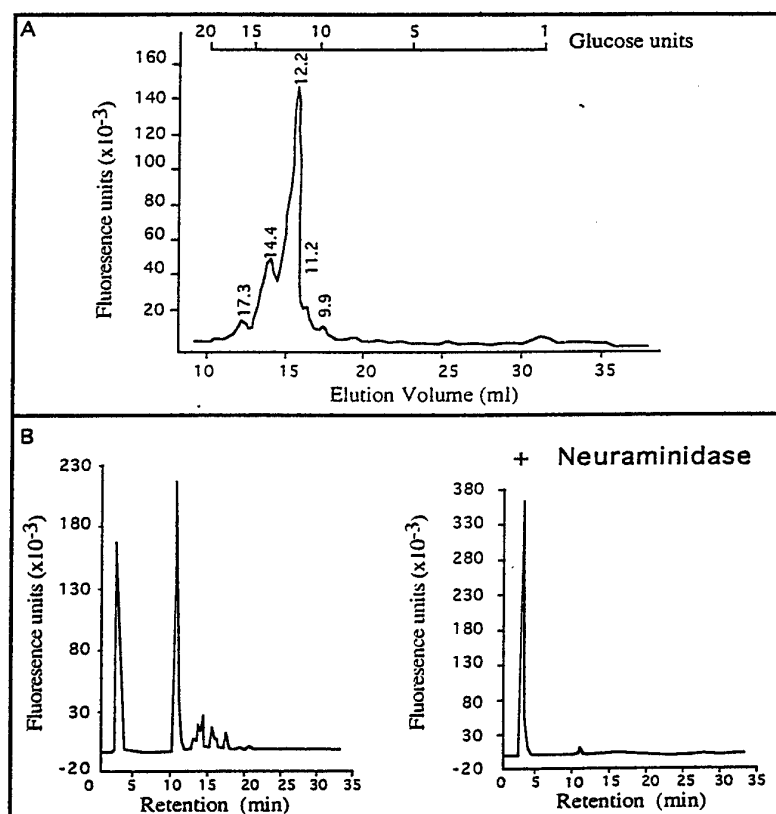 A
20 15 10 5 1 Glucose units
Fluoresence units (x10-3)
160
140
120
100
80
60
40
20
17.3
14.4
12.2
11.2
9.9
10 15 20 25 30 35
Elution Volume (ml)
B
Fluoresence units (x10-3)
230
180
130
80
30
-20
0 5 10 15 20 25 30 35
Retention (min)
+ Neuraminidase
Fluoresence units (x10-3)
380
330
280
230
180
130
80
30
-20
0 5 10 15 20 25 30 35
Retention (min)